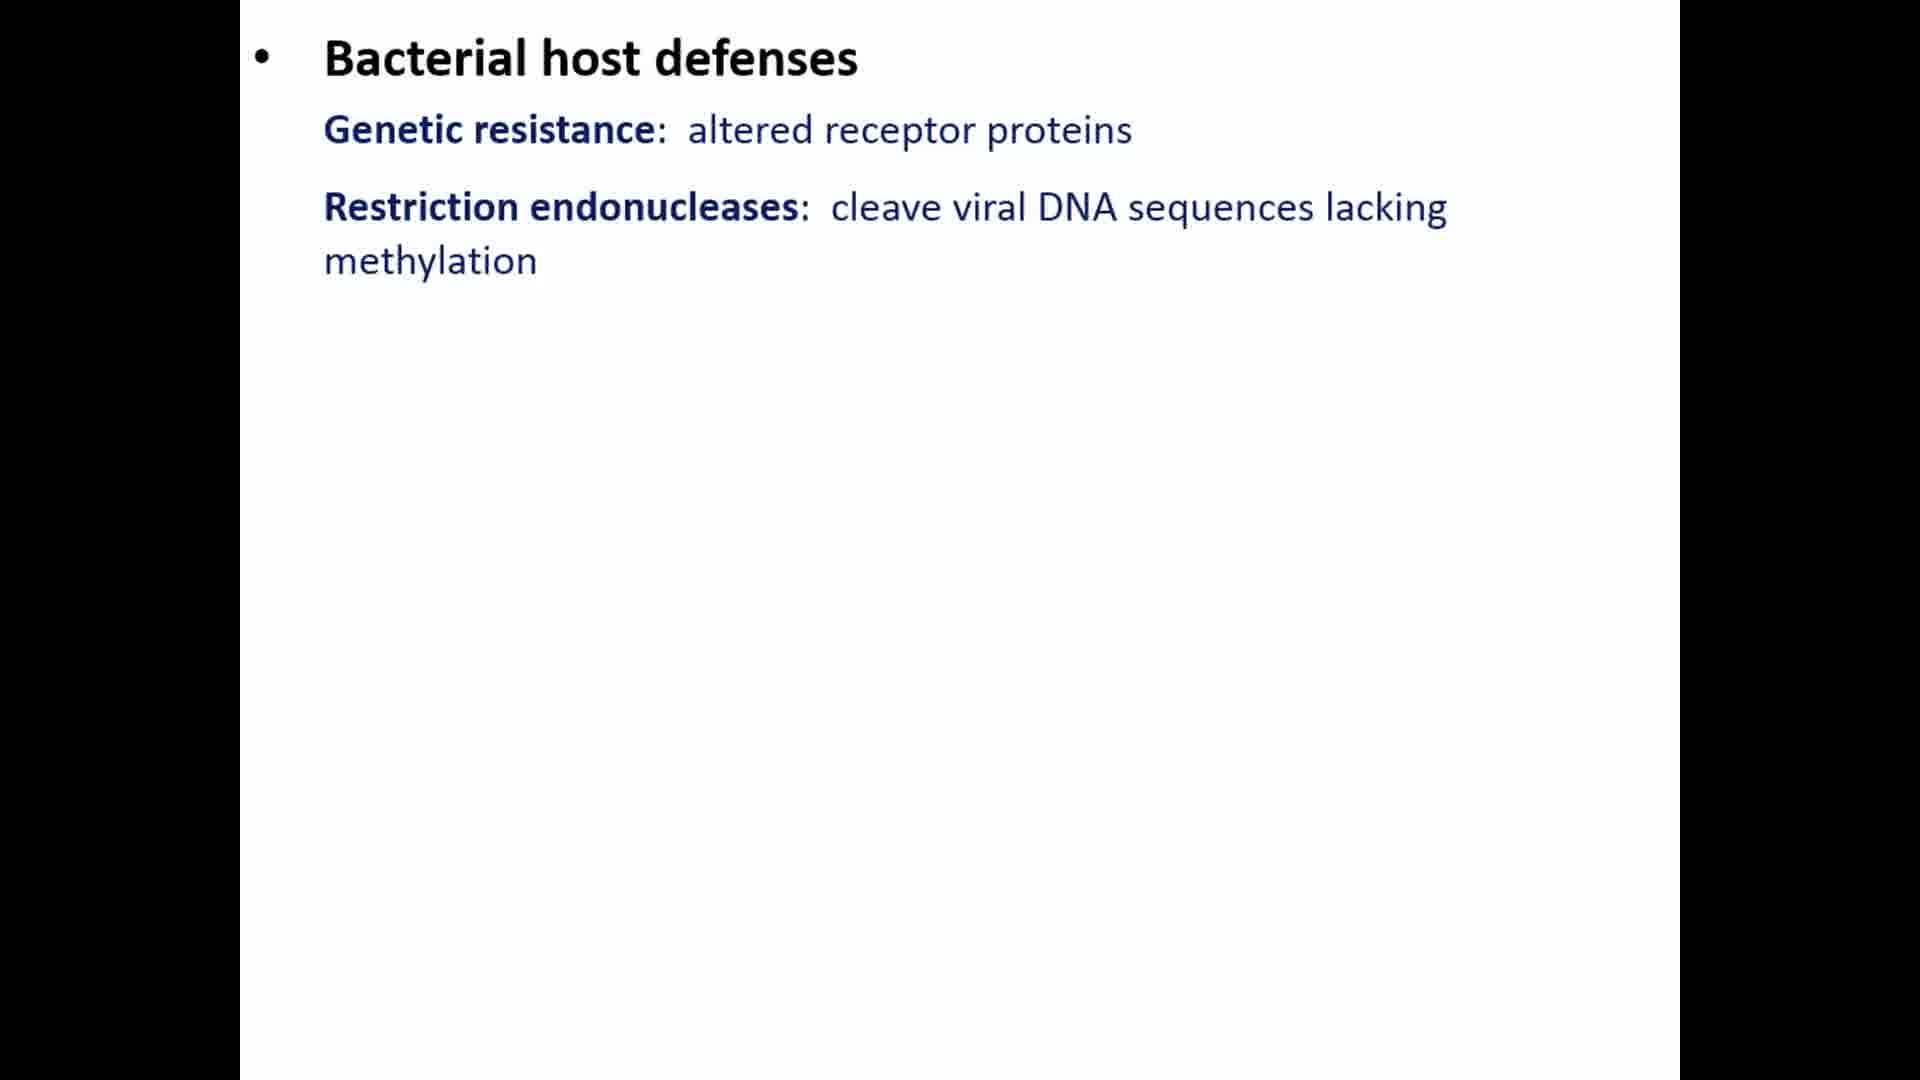 • Bacterial host defenses
Genetic resistance: altered receptor proteins
Restriction endonucleases: cleave viral DNA sequences lacking
methylation